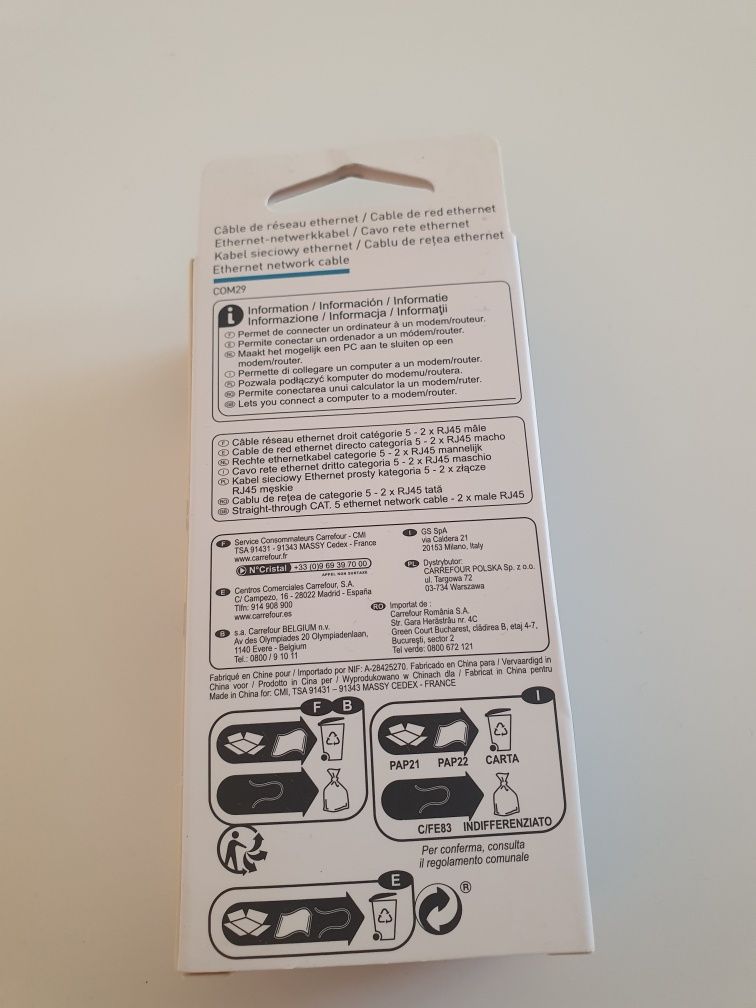 Câble de réseau ethernet / Cable de red ethernet
Ethernet-netwerkkabel / Cavo rete ethernet
Kabel sieciowy ethernet / Cablu de rețea ethernet
Ethernet network cable
COM29
i Information / Información / Informatie
Informazione / Informacja / Informaţii
F Permet de connecter un ordinateur à un modem/routeur.
E Permite conectar un ordenador a un módem/router.
NL Maakt het mogelijk een PC aan te sluiten op een
modem/router.
I Permette di collegare un computer a un modem/router.
PL Pozwala podłączyć komputer do modemu/routera.
RO Permite conectarea unui calculator la un modem/ruter.
GB Lets you connect a computer to a modem/router.
F Câble réseau ethernet droit catégorie 5 - 2 x RJ45 mâle
E Cable de red ethernet directo categoría 5 - 2 x RJ45 macho
NL Rechte ethernetkabel categorie 5 - 2 x RJ45 mannelijk
I Cavo rete ethernet dritto categoria 5 - 2 x RJ45 maschio
PL Kabel sieciowy Ethernet prosty kategoria 5 - 2 x złącze
RJ45 męskie
RO Cablu de rețea de categorie 5 - 2 x RJ45 tată
GB Straight-through CAT. 5 ethernet network cable - 2 x male RJ45
F Service Consommateurs Carrefour - CMI
TSA 91431 - 91343 MASSY Cedex - France
www.carrefour.fr
N°Cristal +33 (0)9 69 39 70 00
APPEL NON SURTAXE
E Centros Comerciales Carrefour, S.A.
C/ Campezo, 16 - 28022 Madrid - España
Tlfn: 914 908 900
www.carrefour.es
B s.a. Carrefour BELGIUM n.v.
Av des Olympiades 20 Olympiadenlaan,
1140 Evere - Belgium
Tel.: 0800 / 9 10 11
I GS SpA
via Caldera 21
20153 Milano, Italy
PL Dystrybutor:
CARREFOUR POLSKA Sp. z o.o.
ul. Targowa 72
03-734 Warszawa
RO Importat de :
Carrefour România S.A.
Str. Gara Herăstrău nr. 4C
Green Court Bucharest, clădirea B, etaj 4-7,
București, sector 2
Tel verde: 0800 672 121
Fabriqué en Chine pour / Importado por NIF: A-28425270. Fabricado en China para / Vervaardigd in
China voor / Prodotto in Cina per / Wyprodukowano w Chinach dla / Fabricat in China pentru
Made in China for: CMI, TSA 91431 – 91343 MASSY CEDEX - FRANCE
F B
I
PAP21 PAP22 CARTA
C/FE83 INDIFFERENZIATO
Per conferma, consulta
il regolamento comunale
E
®